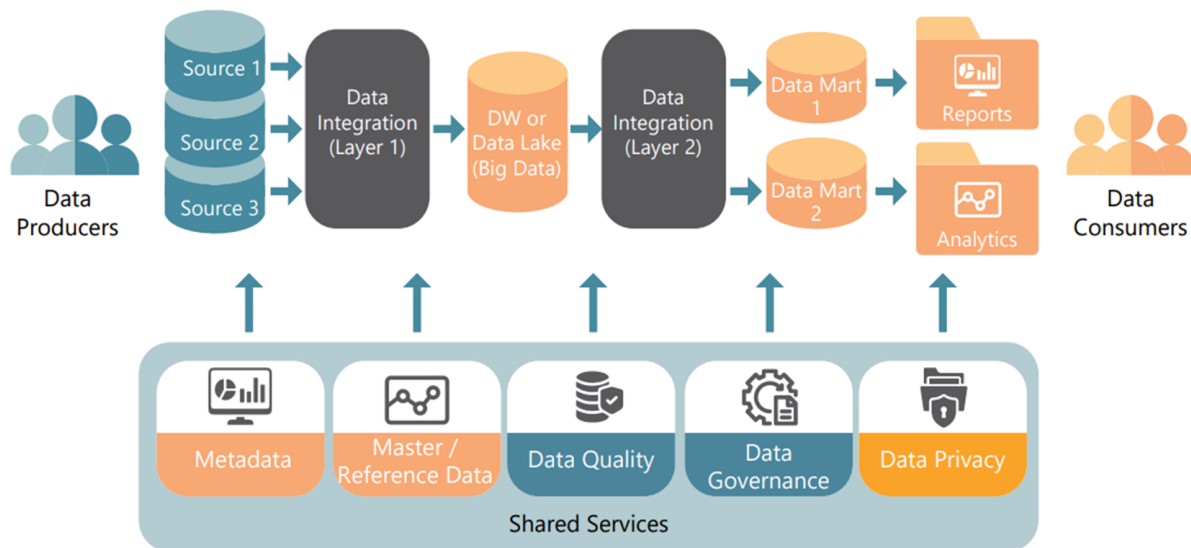 Data
Producers
Source 1
Source 2
Source 3
Data
Integration
(Layer 1)
DW or
Data Lake
(Big Data)
Data
Integration
(Layer 2)
Data Mart
1
Data Mart
2
Reports
Analytics
Data
Consumers
Metadata
Master /
Reference Data
Data Quality
Data
Governance
Data Privacy
Shared Services